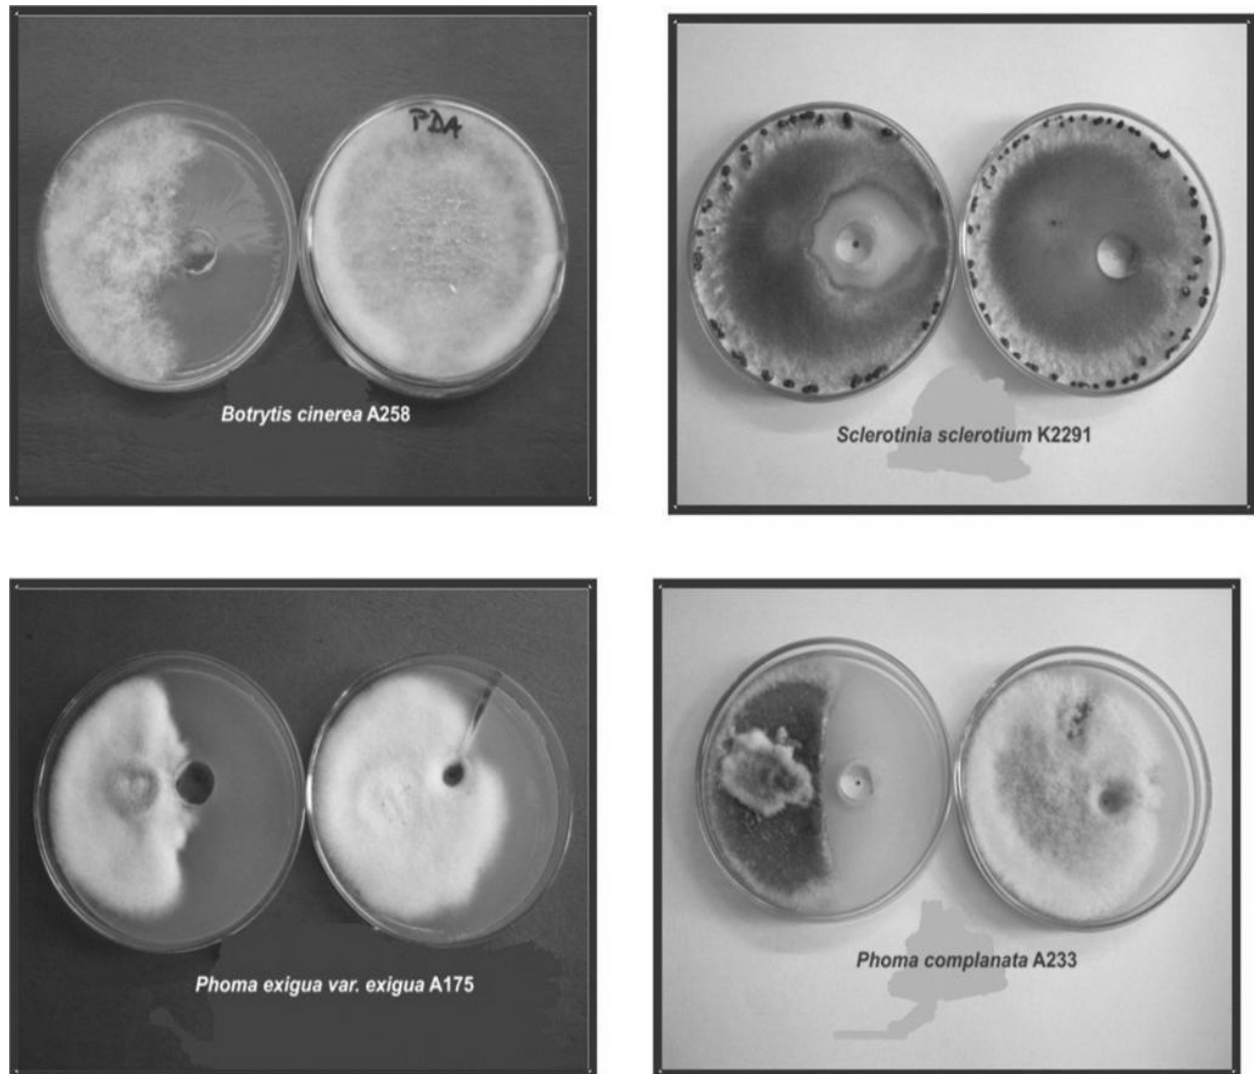 PDA
Botrytis cinerea A258
Sclerotinia sclerotium K2291
Phoma exigua var. exigua A175
Phoma complanata A233